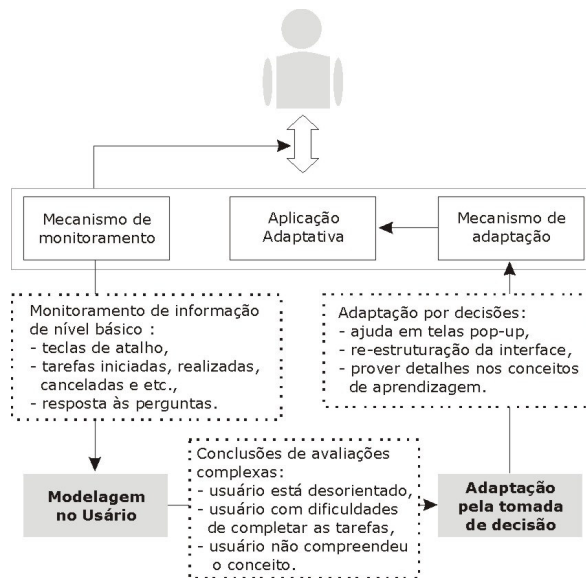 Mecanismo de
monitoramento
Aplicação
Adaptativa
Mecanismo de
adaptação
Monitoramento de informação
de nível básico :
- teclas de atalho,
- tarefas iniciadas, realizadas,
canceladas e etc.,
- resposta às perguntas.
Adaptação por decisões:
- ajuda em telas pop-up,
- re-estruturação da interface,
- prover detalhes nos conceitos
de aprendizagem.
Modelagem
no Usário
Conclusões de avaliações
complexas:
- usuário está desorientado,
- usuário com dificuldades
de completar as tarefas,
- usuário não compreendeu
o conceito.
Adaptação
pela tomada
de decisão